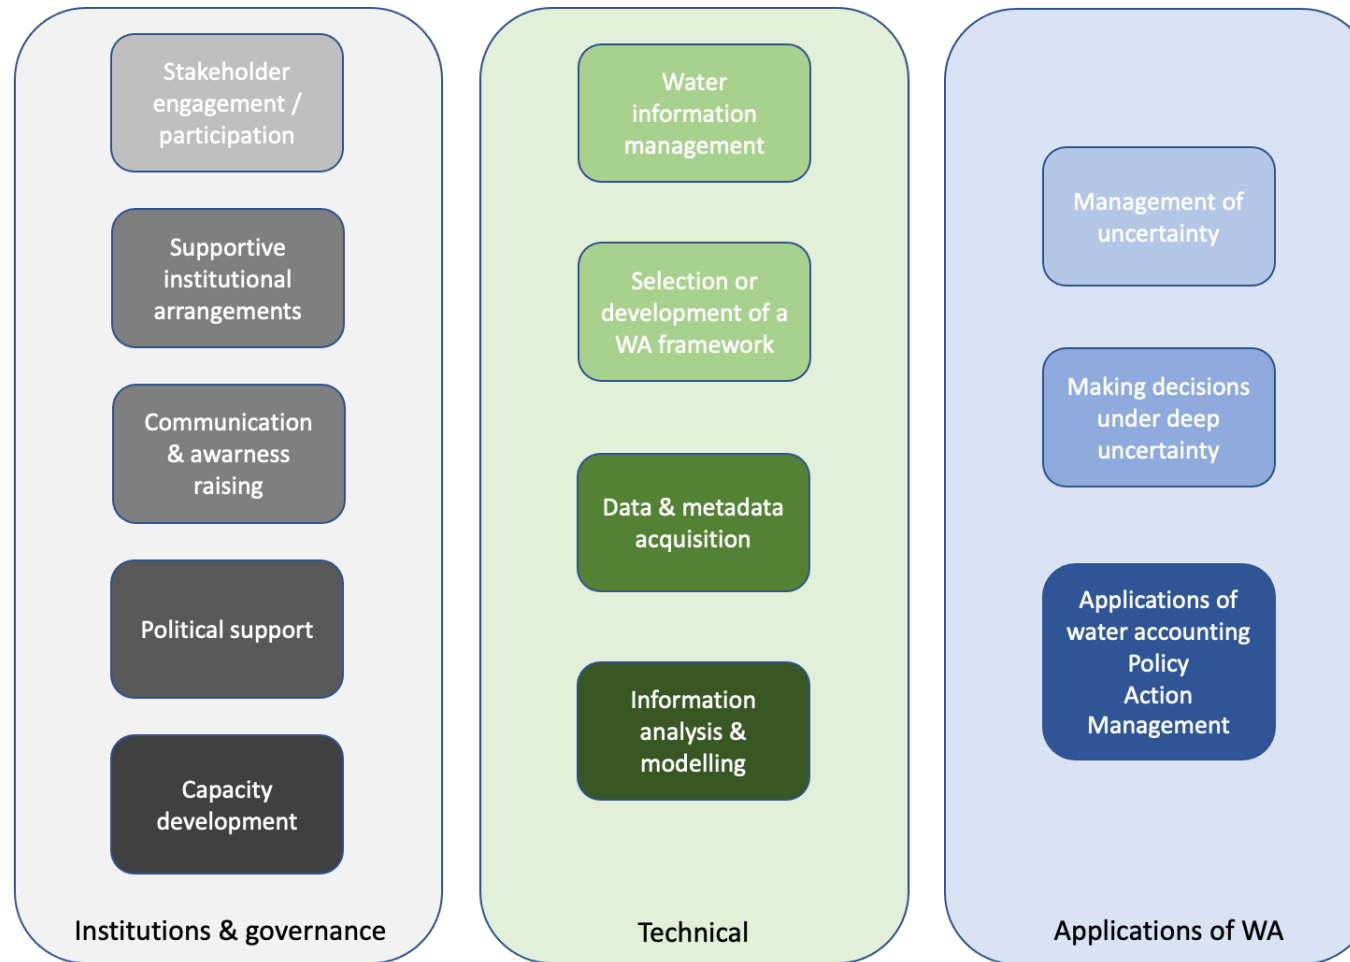 Stakeholder
engagement /
participation
Supportive
institutional
arrangements
Communication
& awarness
raising
Political support
Capacity
development
Institutions & governance
Water
information
management
Selection or
development of a
WA framework
Data & metadata
acquisition
Information
analysis &
modelling
Technical
Management of
uncertainty
Making decisions
under deep
uncertainty
Applications of
water accounting
Policy
Action
Management
Applications of WA